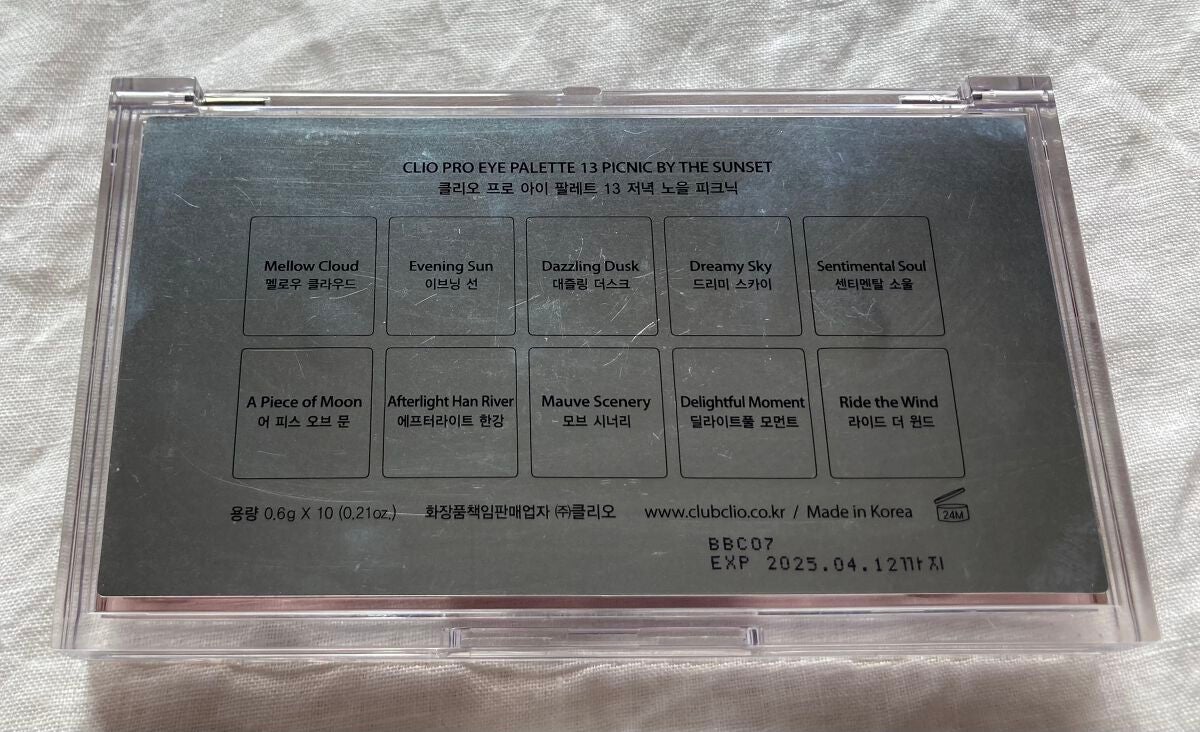 CLIO PRO EYE PALETTE 13 PICNIC BY THE SUNSET
클리오 프로 아이 팔레트 13 저녁 노을 피크닉
Mellow Cloud
멜로우 클라우드
Evening Sun
이브닝 선
Dazzling Dusk
대즐링 더스크
Dreamy Sky
드리미 스카이
Sentimental Soul
센티멘탈 소울
A Piece of Moon
어 피스 오브 문
Afterlight Han River
에프터라이트 한강
Mauve Scenery
모브 시너리
Delightful Moment
딜라이트풀 모먼트
Ride the Wind
라이드 더 윈드
용량 0.6g X 10 (0.21oz.) 화장품책임판매업자 ㈜클리오 www.clubclio.co.kr / Made in Korea 24M
BBC07
EXP 2025.04.12까지